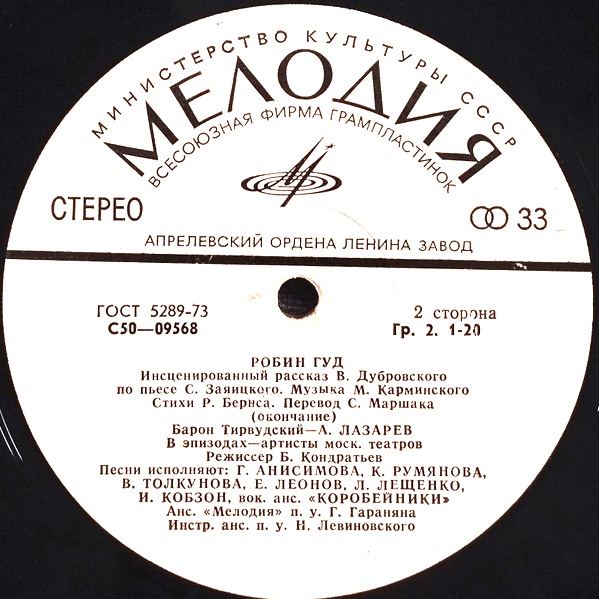 МИНИСТЕРСТВО КУЛЬТУРЫ СССР
МЕЛОДИЯ
ВСЕСОЮЗНАЯ ФИРМА ГРАМПЛАСТИНОК
СТЕРЕО
33
АПРЕЛЕВСКИЙ ОРДЕНА ЛЕНИНА ЗАВОД
ГОСТ 5289-73
2 сторона
С50—09568
Гр. 2. 1-20
РОБИН ГУД
Инсценированный рассказ В. Дубровского
по пьесе С. Заяицкого. Музыка М. Карминского
Стихи Р. Бернса. Перевод С. Маршака
(окончание)
Барон Тирвудский—А. ЛАЗАРЕВ
В эпизодах—артисты моск. театров
Режиссер Б. Кондратьев
Песни исполняют: Г. АНИСИМОВА, К. РУМЯНОВА,
В. ТОЛКУНОВА, Е. ЛЕОНОВ, Л. ЛЕЩЕНКО,
И. КОБЗОН, вок. анс. «КОРОБЕЙНИКИ»
Анс. «Мелодия» п. у. Г. Гараняна
Инстр. анс. п. у. Н. Левиновского